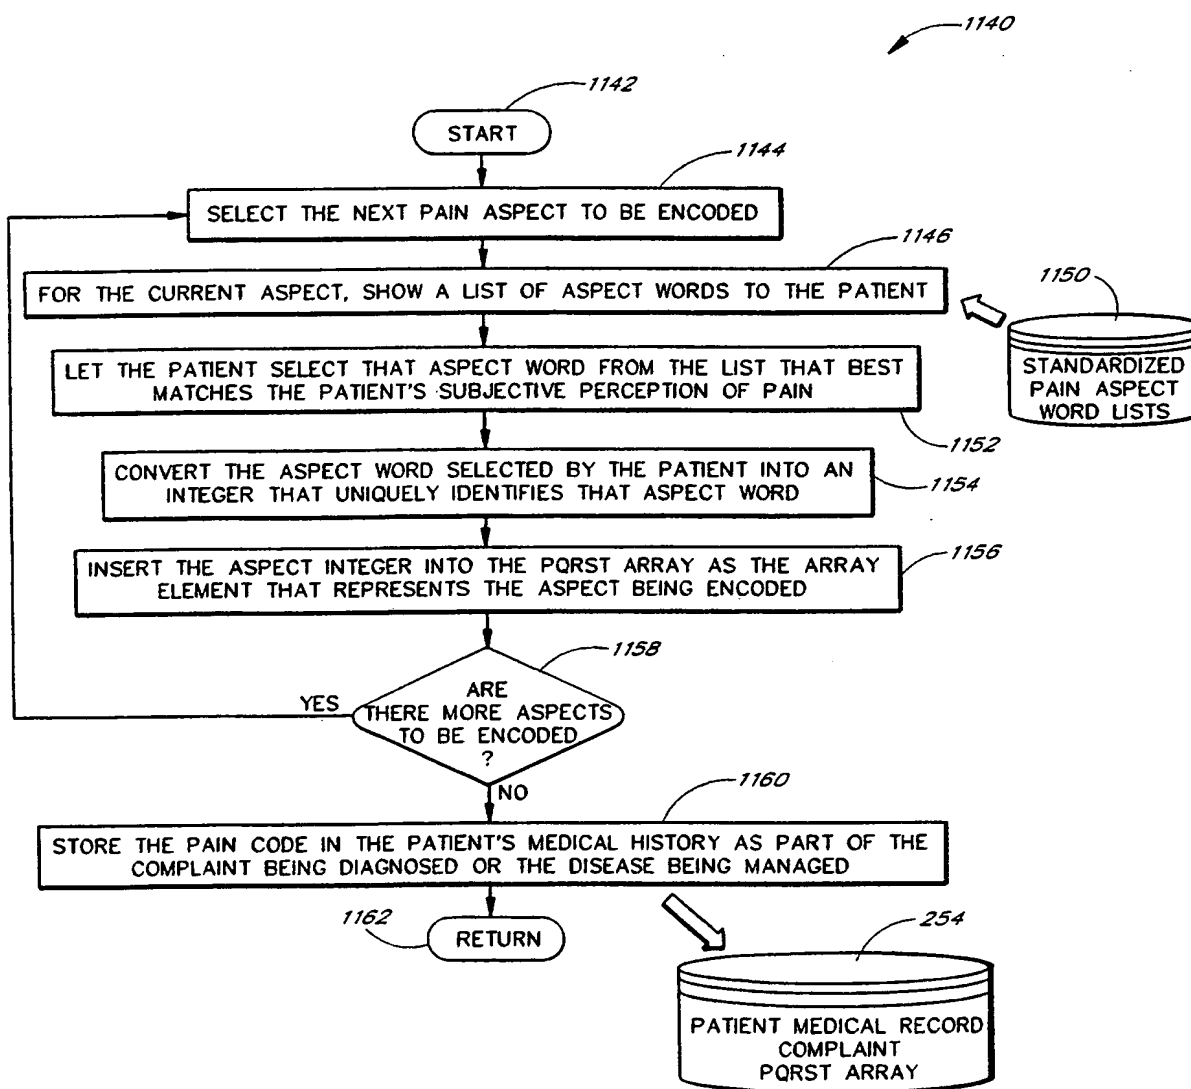 1140
1142
START
1144
SELECT THE NEXT PAIN ASPECT TO BE ENCODED
1146
FOR THE CURRENT ASPECT, SHOW A LIST OF ASPECT WORDS TO THE PATIENT
1150
STANDARDIZED
PAIN ASPECT
WORD LISTS
LET THE PATIENT SELECT THAT ASPECT WORD FROM THE LIST THAT BEST
MATCHES THE PATIENT'S SUBJECTIVE PERCEPTION OF PAIN
1152
CONVERT THE ASPECT WORD SELECTED BY THE PATIENT INTO AN
INTEGER THAT UNIQUELY IDENTIFIES THAT ASPECT WORD
1154
INSERT THE ASPECT INTEGER INTO THE PQRST ARRAY AS THE ARRAY
ELEMENT THAT REPRESENTS THE ASPECT BEING ENCODED
1156
1158
YES
ARE
THERE MORE ASPECTS
TO BE ENCODED
?
NO
1160
STORE THE PAIN CODE IN THE PATIENT'S MEDICAL HISTORY AS PART OF THE
COMPLAINT BEING DIAGNOSED OR THE DISEASE BEING MANAGED
1162
RETURN
254
PATIENT MEDICAL RECORD
COMPLAINT
PQRST ARRAY